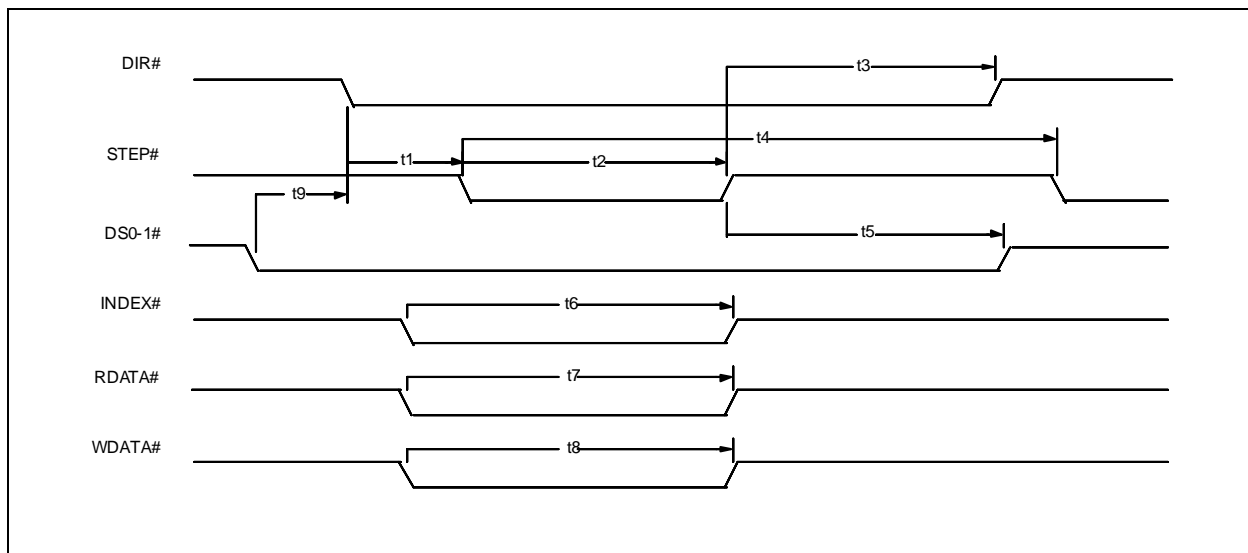 DIR#
t3
t4
STEP#
t1
t2
t9
DS0-1#
t5
INDEX#
t6
RDATA#
t7
WDATA#
t8